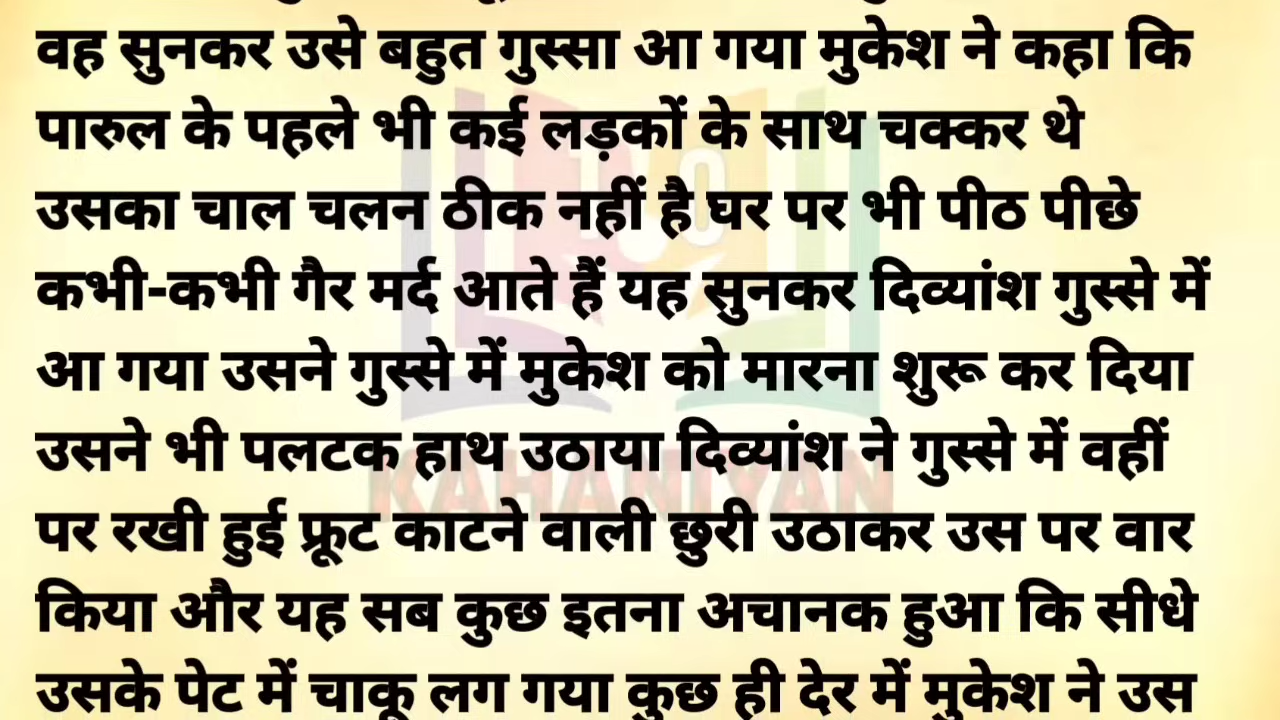 वह सुनकर उसे बहुत गुस्सा आ गया मुकेश ने कहा कि
पारुल के पहले भी कई लड़कों के साथ चक्कर थे
उसका चाल चलन ठीक नहीं है घर पर भी पीठ पीछे
कभी-कभी गैर मर्द आते हैं यह सुनकर दिव्यांश गुस्से में
आ गया उसने गुस्से में मुकेश को मारना शुरू कर दिया
उसने भी पलटक हाथ उठाया दिव्यांश ने गुस्से में वहीं
पर रखी हुई फ्रूट काटने वाली छुरी उठाकर उस पर वार
किया और यह सब कुछ इतना अचानक हुआ कि सीधे
उसके पेट में चाकू लग गया कुछ ही देर में मुकेश ने उस
KAHANIYAN